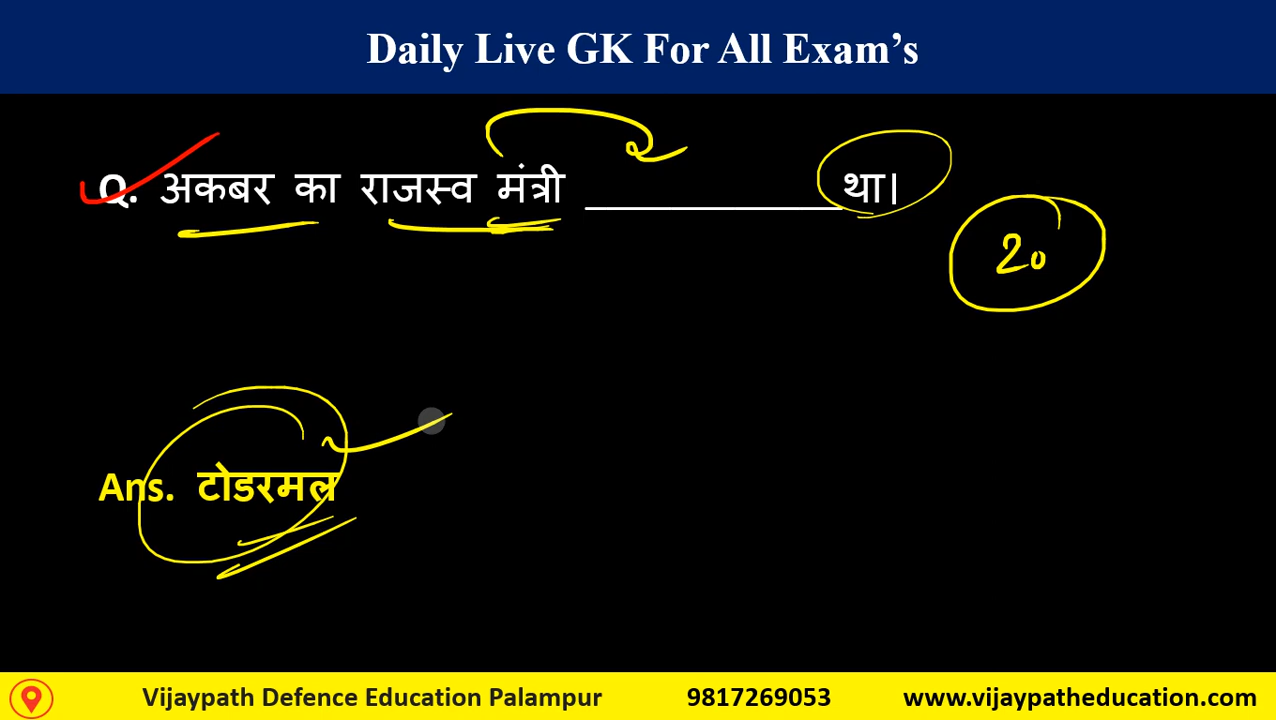 Daily Live GK For All Exam’s
Q. अकबर का राजस्व मंत्री ________________ था।
20
Ans. टोडरमल
Vijaypath Defence Education Palampur 9817269053 www.vijaypatheducation.com